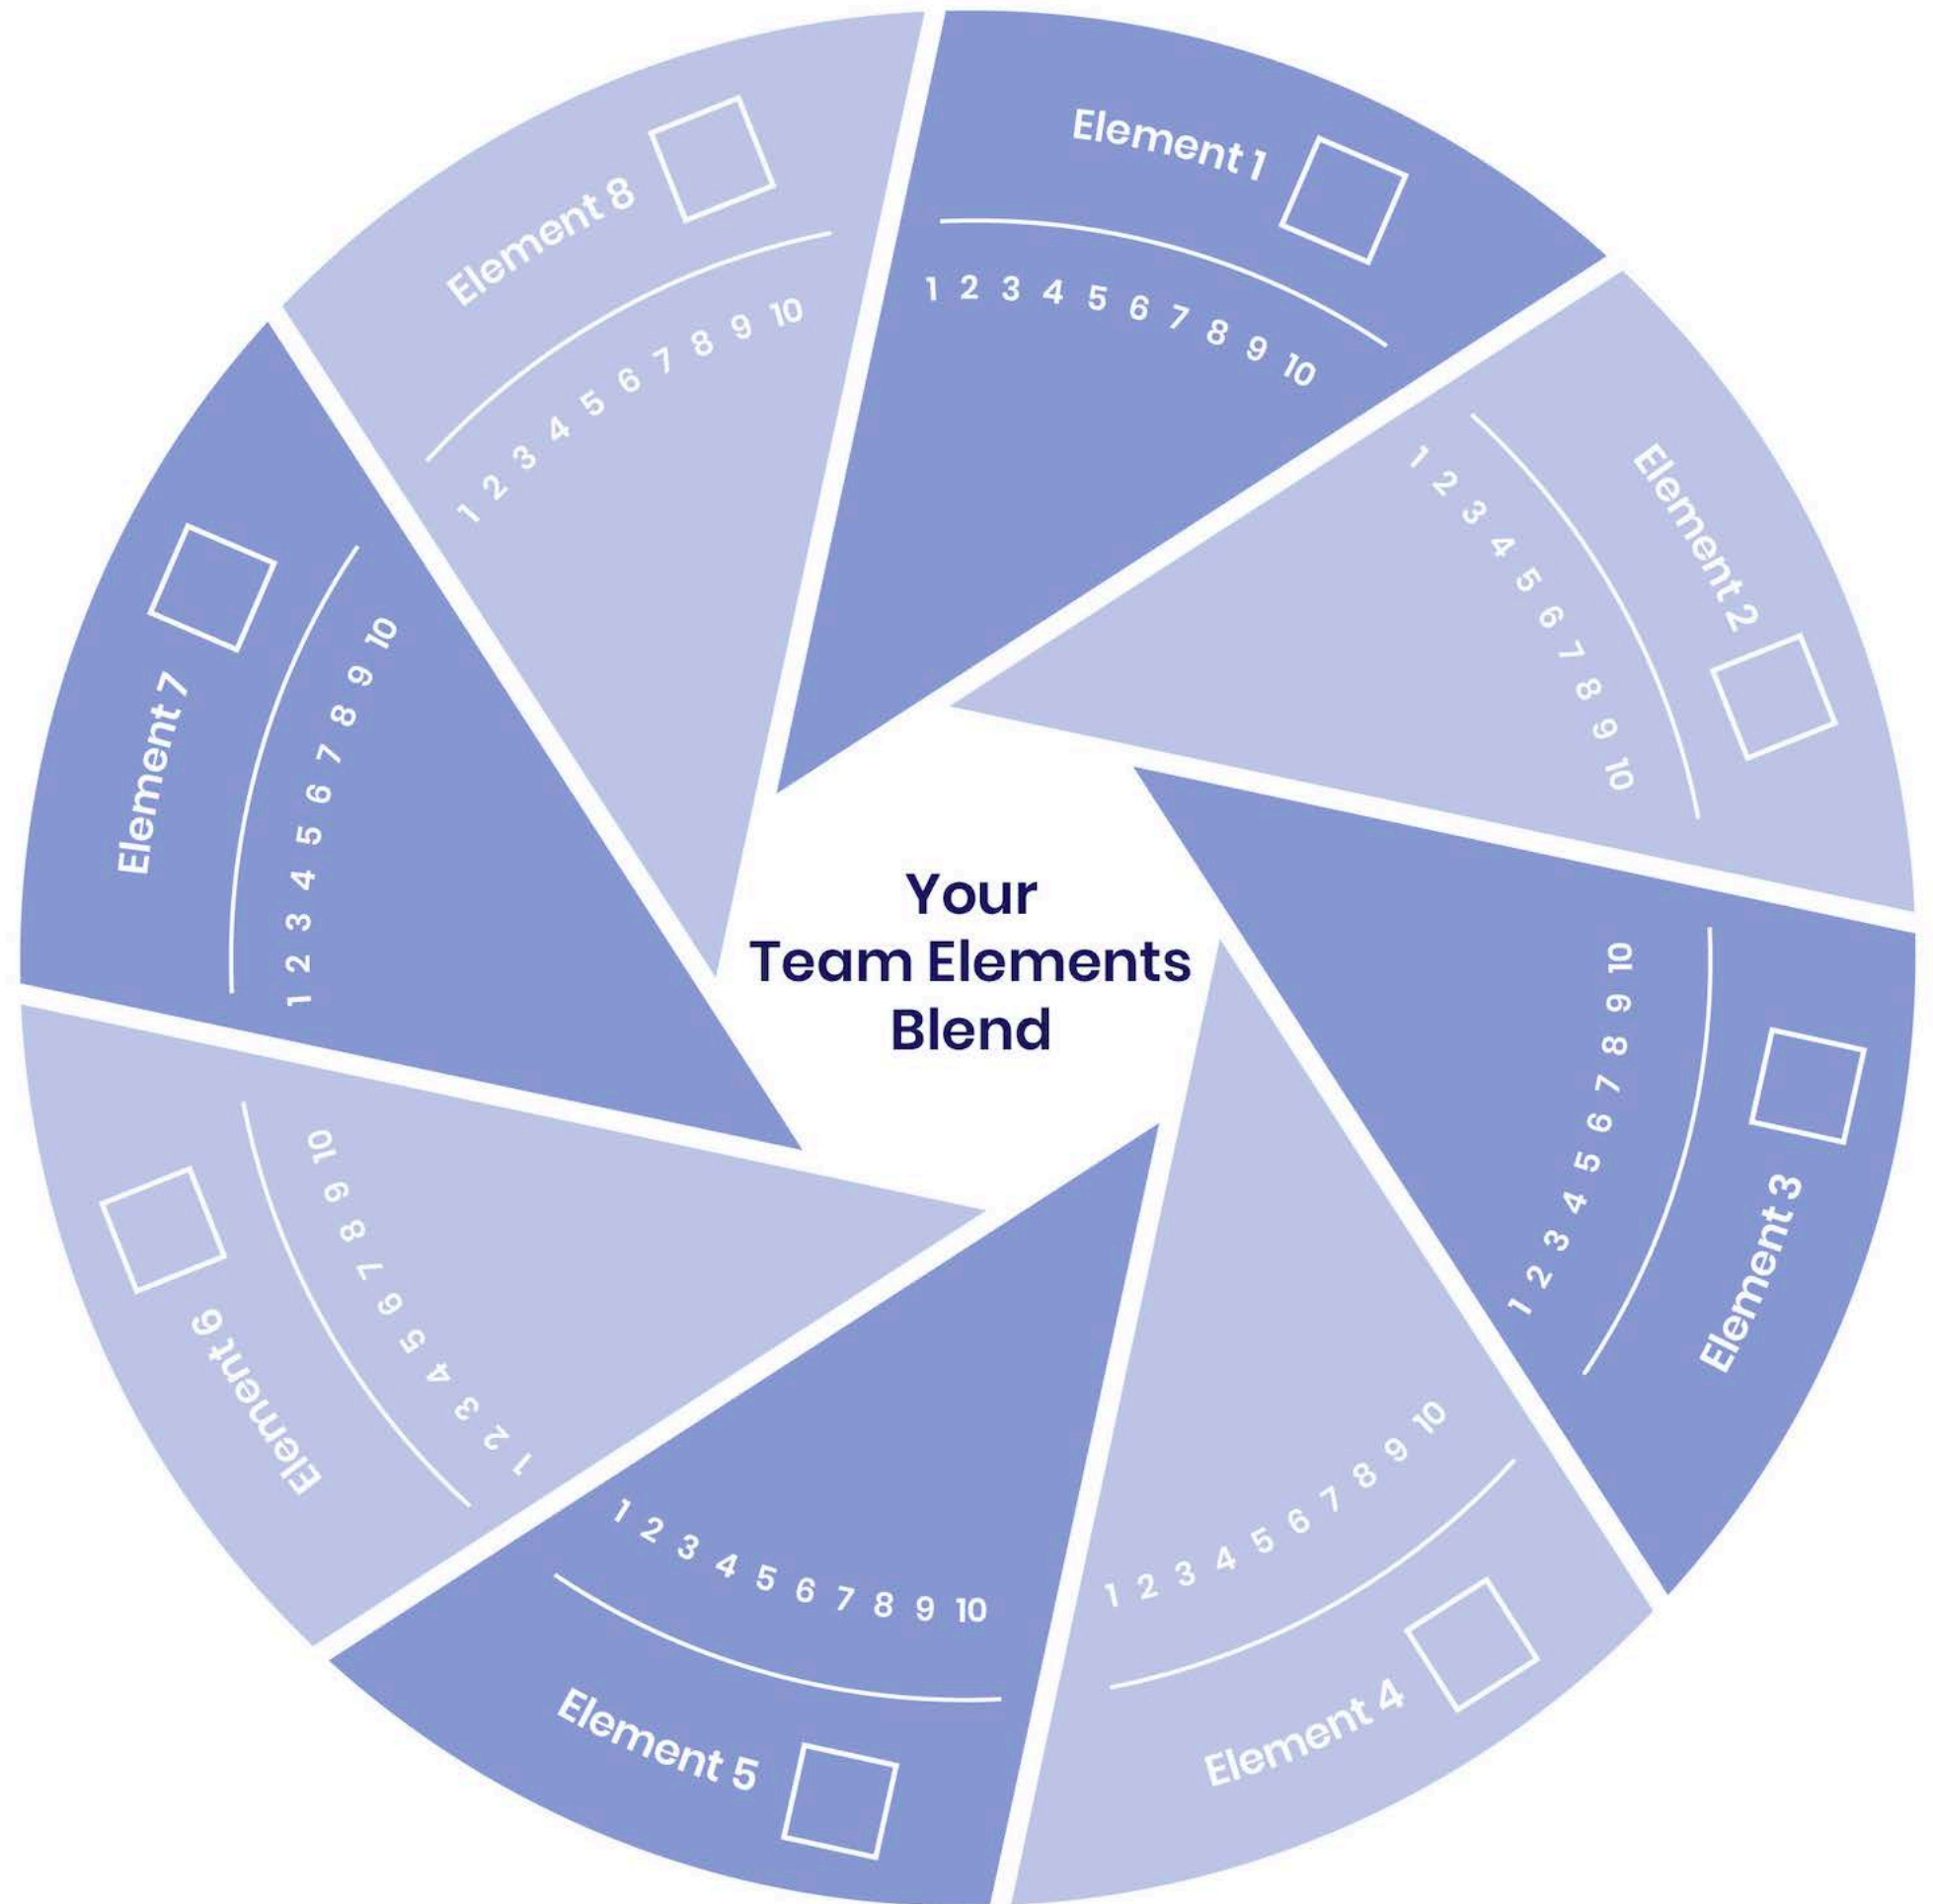 Element 1
1 2 3 4 5 6 7 8 9 10
Element 2
1 2 3 4 5 6 7 8 9 10
Element 3
1 2 3 4 5 6 7 8 9 10
Element 4
1 2 3 4 5 6 7 8 9 10
Element 5
1 2 3 4 5 6 7 8 9 10
Element 6
1 2 3 4 5 6 7 8 9 10
Element 7
1 2 3 4 5 6 7 8 9 10
Element 8
1 2 3 4 5 6 7 8 9 10
Your
Team Elements
Blend